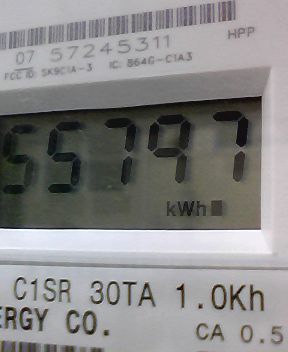 07 57245311
HPP
FCC ID: SK9CIA-3 IC: 864G-C1A3
55797
kWh
C1SR 30TA 1.0Kh
ERGY CO.
CA 0.5